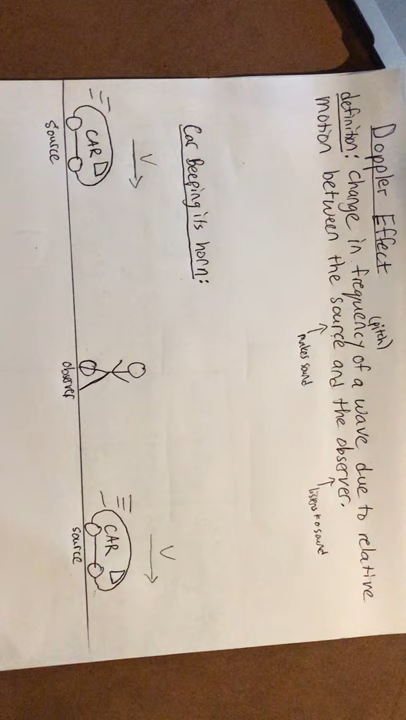 Doppler Effect
(pitch)
definition: change in frequency of a wave due to relative
motion between the source and the observer.
makes sound
listens to sound
Car Beeping its horn:
V
V
CAR
CAR
source
observer
source